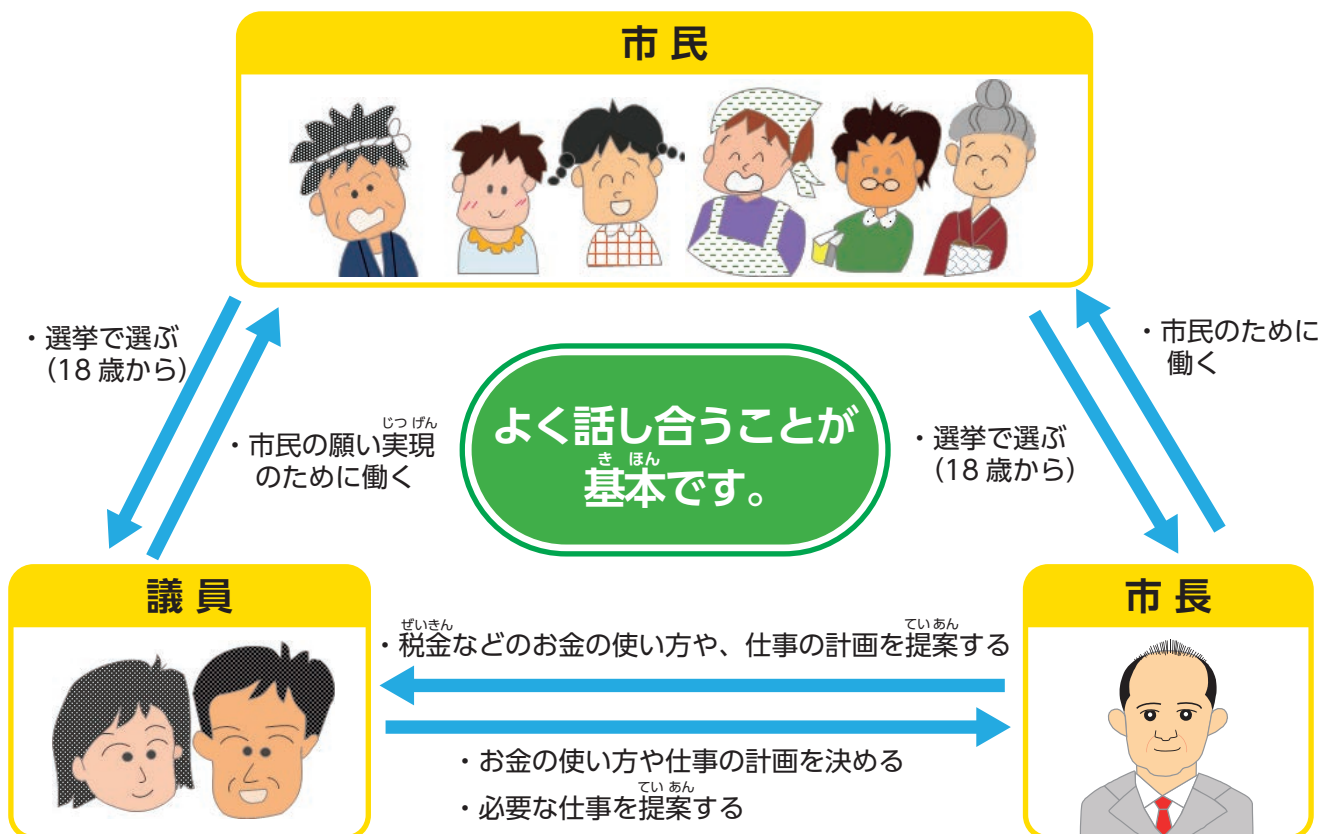 市民
・選挙で選ぶ
（18歳から）
・市民の願い実現
じつげん
のために働く
よく話し合うことが
きほん
基本です。
・市民のために
働く
・選挙で選ぶ
（18歳から）
議員
市長
ぜいきん
ていあん
・税金などのお金の使い方や、仕事の計画を提案する
・お金の使い方や仕事の計画を決める
ていあん
・必要な仕事を提案する